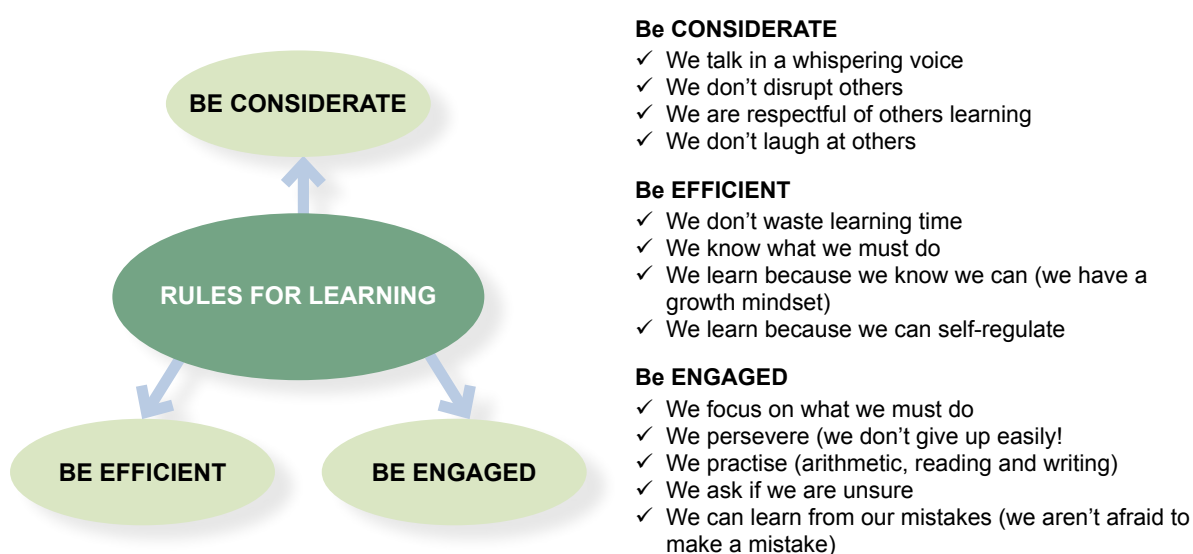 BE CONSIDERATE
RULES FOR LEARNING
BE EFFICIENT
BE ENGAGED
Be CONSIDERATE
✓ We talk in a whispering voice
✓ We don't disrupt others
✓ We are respectful of others learning
✓ We don't laugh at others
Be EFFICIENT
✓ We don't waste learning time
✓ We know what we must do
✓ We learn because we know we can (we have a
growth mindset)
✓ We learn because we can self-regulate
Be ENGAGED
✓ We focus on what we must do
✓ We persevere (we don't give up easily!
✓ We practise (arithmetic, reading and writing)
✓ We ask if we are unsure
✓ We can learn from our mistakes (we aren't afraid to
make a mistake)